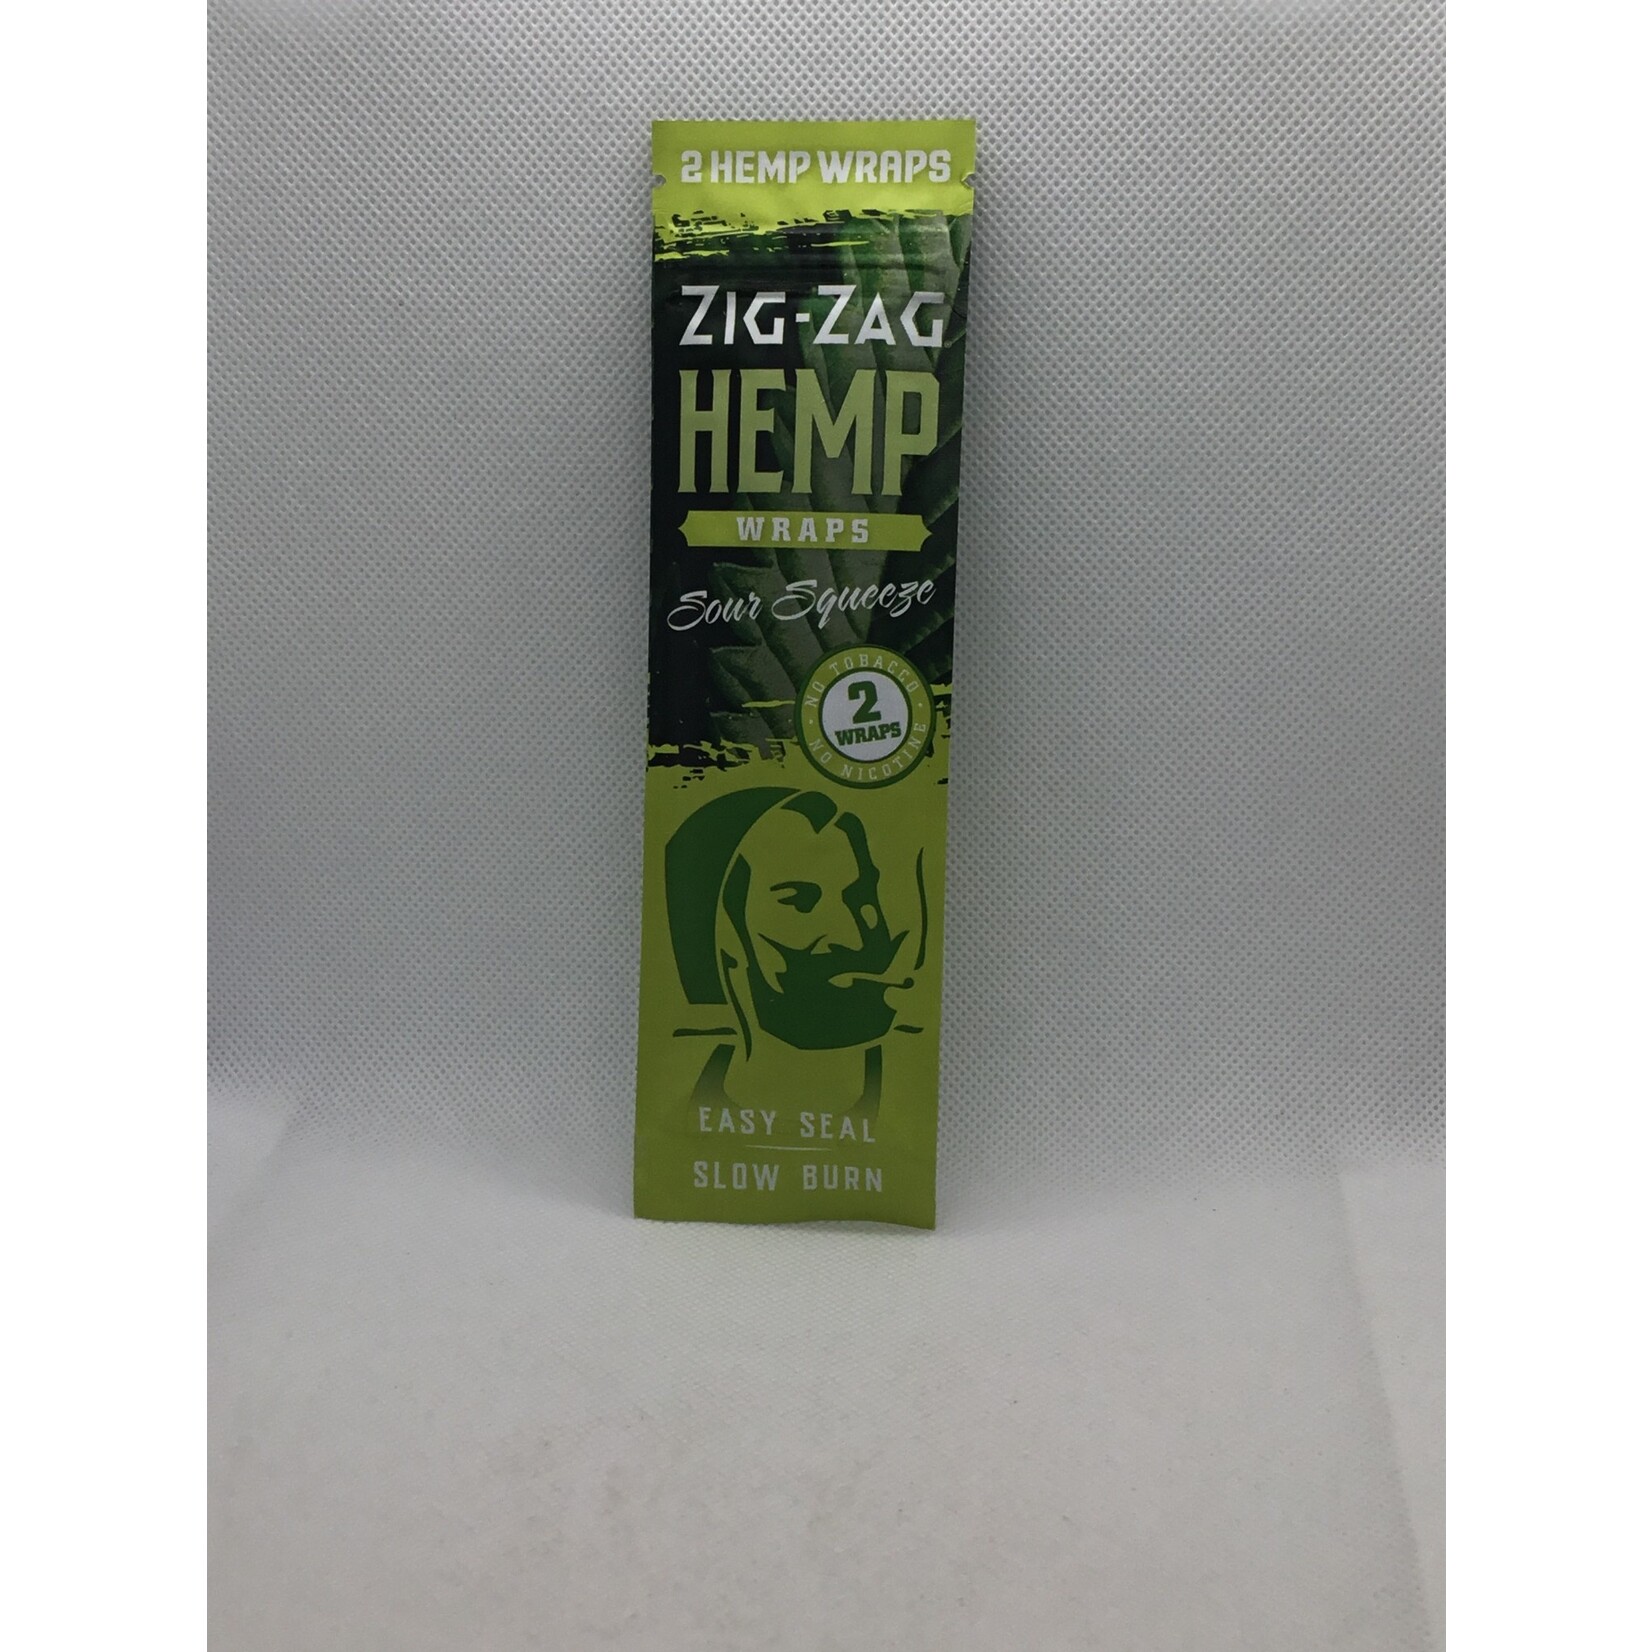 2 HEMP WRAPS
ZIG-ZAG
HEMP
WRAPS
Sour Squeeze
NO TOBACCO
2
WRAPS
NO NICOTINE
EASY SEAL
SLOW BURN